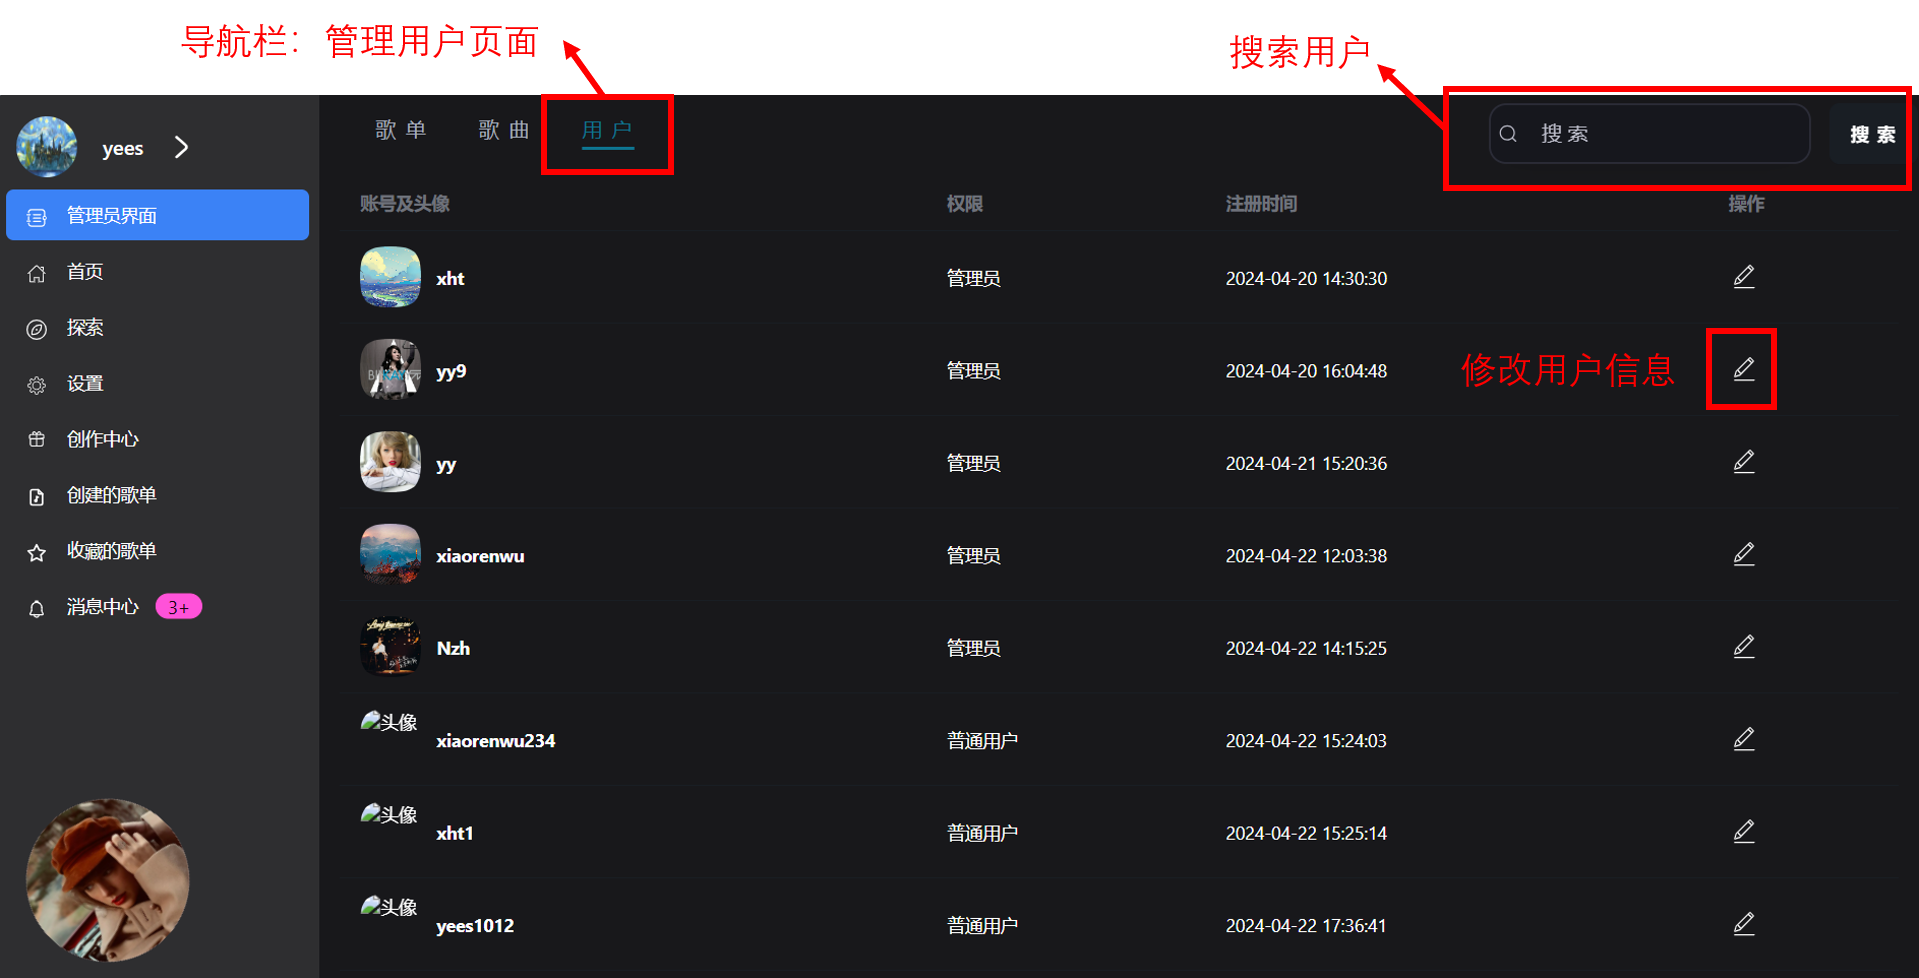 导航栏：管理用户页面
搜索用户
yees
歌单 歌曲 用户
搜索
搜索
管理员界面
首页
探索
设置
创作中心
创建的歌单
收藏的歌单
消息中心 3+
账号及头像 权限 注册时间 操作
xht 管理员 2024-04-20 14:30:30
yy9 管理员 2024-04-20 16:04:48
修改用户信息
yy 管理员 2024-04-21 15:20:36
xiaorenwu 管理员 2024-04-22 12:03:38
Nzh 管理员 2024-04-22 14:15:25
头像
xiaorenwu234 普通用户 2024-04-22 15:24:03
头像
xht1 普通用户 2024-04-22 15:25:14
头像
yees1012 普通用户 2024-04-22 17:36:41